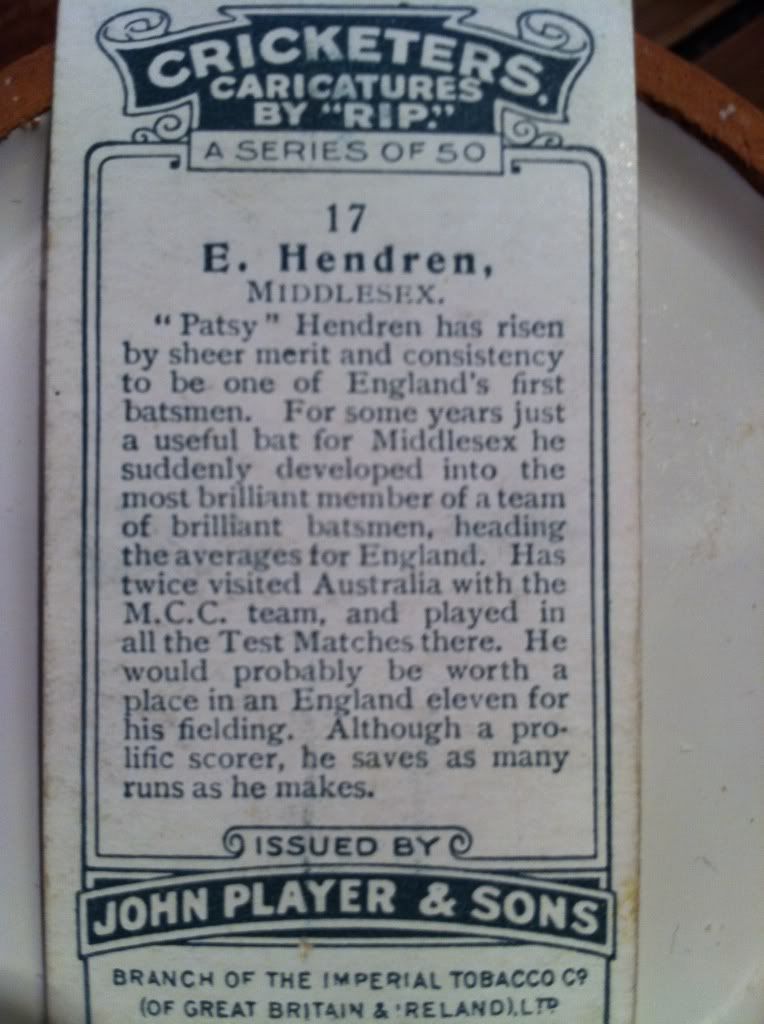 CRICKETERS,
CARICATURES
BY "RIP."
A SERIES OF 50
17
E. Hendren,
MIDDLESEX.
"Patsy" Hendren has risen
by sheer merit and consistency
to be one of England's first
batsmen. For some years just
a useful bat for Middlesex he
suddenly developed into the
most brilliant member of a team
of brilliant batsmen, heading
the averages for England. Has
twice visited Australia with the
M.C.C. team, and played in
all the Test Matches there. He
would probably be worth a
place in an England eleven for
his fielding. Although a pro-
lific scorer, he saves as many
runs as he makes.
ISSUED BY
JOHN PLAYER & SONS
BRANCH OF THE IMPERIAL TOBACCO CO
(OF GREAT BRITAIN & IRELAND), LTD